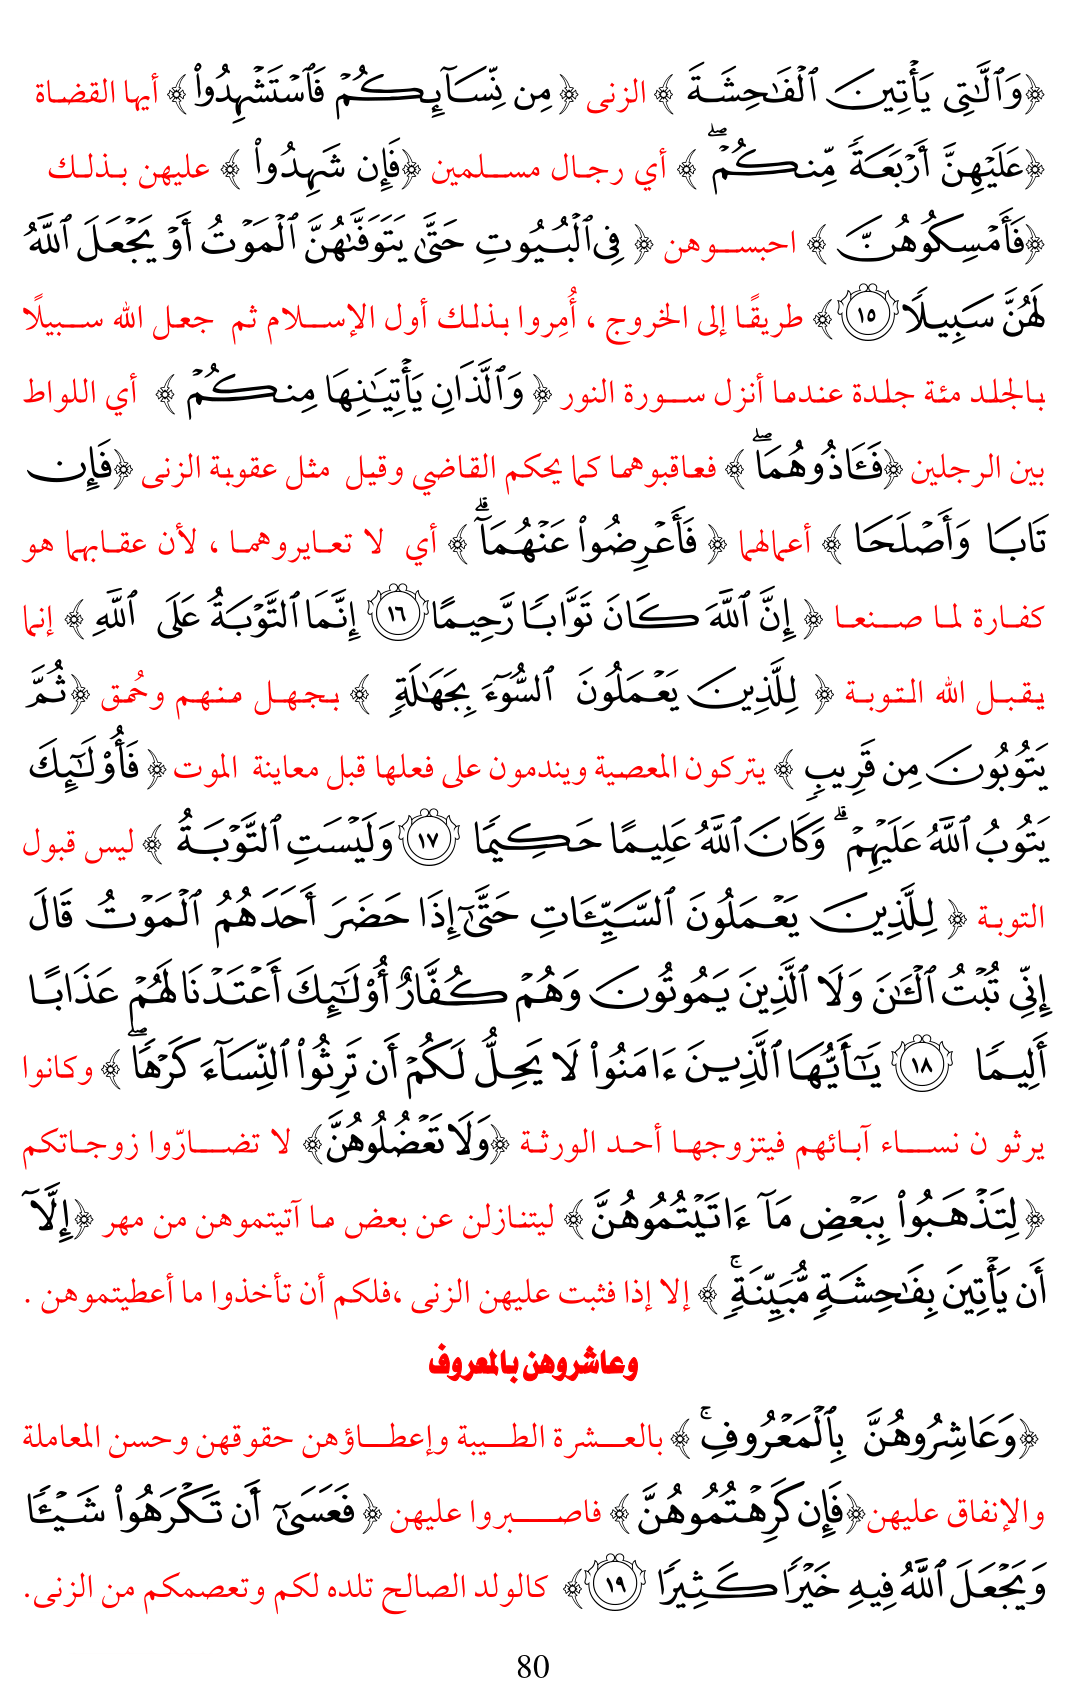 ﴿وَٱلَّٰتِى يَأْتِينَ ٱلْفَٰحِشَةَ ﴾ الزنى ﴿ مِن نِّسَآئِكُمْ فَٱسْتَشْهِدُوا۟﴾ أيها القضاة
﴿عَلَيْهِنَّ أَرْبَعَةً مِّنكُمْ ۖ ﴾ أي رجال مسلمين ﴿فَإِن شَهِدُوا۟ ﴾ عليهن بذلك
﴿فَأَمْسِكُوهُنَّ ﴾ احبسوهن ﴿ فِى ٱلْبُيُوتِ حَتَّىٰ يَتَوَفَّىٰهُنَّ ٱلْمَوْتُ أَوْ يَجْعَلَ ٱللَّهُ
لَهُنَّ سَبِيلًا ١٥﴾ طريقًا إلى الخروج ، أُمِروا بذلك أول الإسلام ثم جعل الله سبيلًا
بالجلد مئة جلدة عندما أنزل سورة النور ﴿ وَٱلَّذَانِ يَأْتِيَٰنِهَا مِنكُمْ ﴾ أي اللواط
بين الرجلين ﴿فَـَٔاذُوهُمَا ۖ ﴾ فعاقبوهما كما يحكم القاضي وقيل مثل عقوبة الزنى ﴿فَإِن
تَابَا وَأَصْلَحَا ﴾ أعمالهما ﴿ فَأَعْرِضُوا۟ عَنْهُمَآ ۗ ﴾ أي لا تعايروهما ، لأن عقابهما هو
كفارة لما صنعا ﴿ إِنَّ ٱللَّهَ كَانَ تَوَّابًا رَّحِيمًا ١٦ إِنَّمَا ٱلتَّوْبَةُ عَلَى ٱللَّهِ ﴾ إنما
يقبل الله التوبة ﴿ لِلَّذِينَ يَعْمَلُونَ ٱلسُّوٓءَ بِجَهَٰلَةٍ ﴾ بجهل منهم وحُمق ﴿ثُمَّ
يَتُوبُونَ مِن قَرِيبٍ ﴾ يتركون المعصية ويندمون على فعلها قبل معاينة الموت ﴿ فَأُو۟لَٰٓئِكَ
يَتُوبُ ٱللَّهُ عَلَيْهِمْ ۗ وَكَانَ ٱللَّهُ عَلِيمًا حَكِيمًا ١٧ وَلَيْسَتِ ٱلتَّوْبَةُ ﴾ ليس قبول
التوبة ﴿ لِلَّذِينَ يَعْمَلُونَ ٱلسَّيِّـَٔاتِ حَتَّىٰٓ إِذَا حَضَرَ أَحَدَهُمُ ٱلْمَوْتُ قَالَ
إِنِّى تُبْتُ ٱلْـَٰٔنَ وَلَا ٱلَّذِينَ يَمُوتُونَ وَهُمْ كُفَّارٌ أُو۟لَٰٓئِكَ أَعْتَدْنَا لَهُمْ عَذَابًا
أَلِيمًا ١٨ يَٰٓأَيُّهَا ٱلَّذِينَ ءَامَنُوا۟ لَا يَحِلُّ لَكُمْ أَن تَرِثُوا۟ ٱلنِّسَآءَ كَرْهًا ۖ ﴾ وكانوا
يرثو ن نساء آبائهم فيتزوجها أحد الورثة ﴿وَلَا تَعْضُلُوهُنَّ﴾ لا تضارّوا زوجاتكم
﴿ لِتَذْهَبُوا۟ بِبَعْضِ مَآ ءَاتَيْتُمُوهُنَّ ﴾ ليتنازلن عن بعض ما آتيتموهن من مهر ﴿إِلَّآ
أَن يَأْتِينَ بِفَٰحِشَةٍ مُّبَيِّنَةٍ ۚ ﴾ إلا إذا فثبت عليهن الزنى ،فلكم أن تأخذوا ما أعطيتموهن .
وعاشروهن بالمعروف
﴿وَعَاشِرُوهُنَّ بِٱلْمَعْرُوفِ ۚ ﴾ بالعشرة الطيبة وإعطاؤهن حقوقهن وحسن المعاملة
والإنفاق عليهن﴿فَإِن كَرِهْتُمُوهُنَّ ﴾ فاصبروا عليهن ﴿ فَعَسَىٰٓ أَن تَكْرَهُوا۟ شَيْـًٔا
وَيَجْعَلَ ٱللَّهُ فِيهِ خَيْرًا كَثِيرًا ١٩﴾ كالولد الصالح تلده لكم وتعصمكم من الزنى.
80